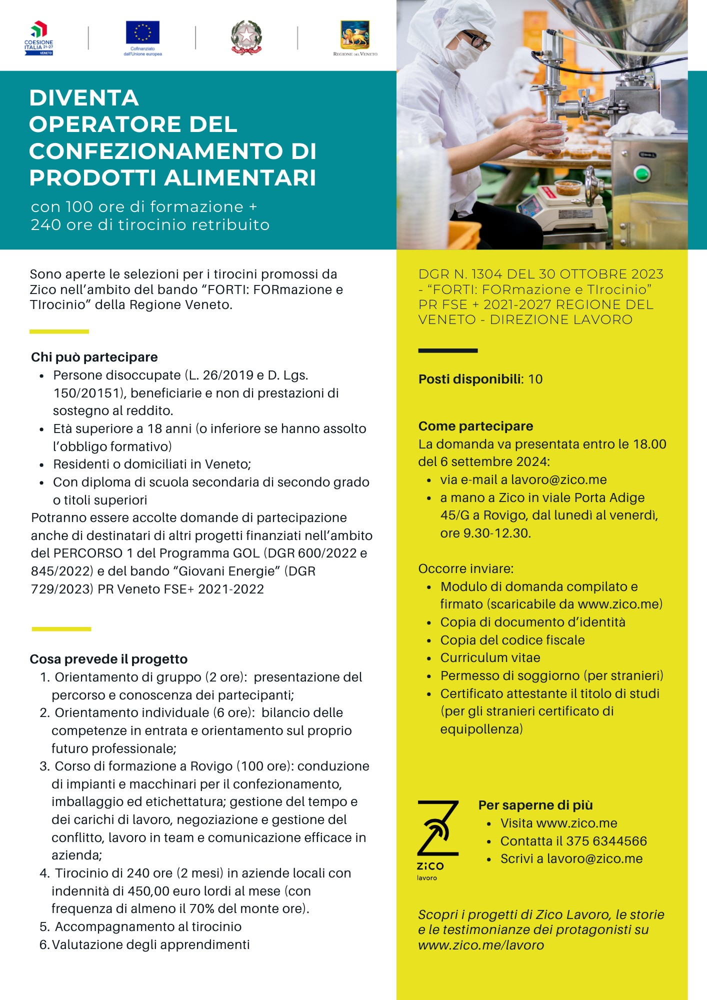 COESIONE
ITALIA 21-27
VENETO
Cofinanziato
dall'Unione europea
REPUBBLICA ITALIANA
REGIONE DEL VENETO
DIVENTA
OPERATORE DEL
CONFEZIONAMENTO DI
PRODOTTI ALIMENTARI
con 100 ore di formazione +
240 ore di tirocinio retribuito
Sono aperte le selezioni per i tirocini promossi da
Zico nell’ambito del bando “FORTI: FORmazione e
TIrocinio” della Regione Veneto.
Chi può partecipare
• Persone disoccupate (L. 26/2019 e D. Lgs.
150/20151), beneficiarie e non di prestazioni di
sostegno al reddito.
• Età superiore a 18 anni (o inferiore se hanno assolto
l’obbligo formativo)
• Residenti o domiciliati in Veneto;
• Con diploma di scuola secondaria di secondo grado
o titoli superiori
Potranno essere accolte domande di partecipazione
anche di destinatari di altri progetti finanziati nell’ambito
del PERCORSO 1 del Programma GOL (DGR 600/2022 e
845/2022) e del bando “Giovani Energie” (DGR
729/2023) PR Veneto FSE+ 2021-2022
Cosa prevede il progetto
1. Orientamento di gruppo (2 ore): presentazione del
percorso e conoscenza dei partecipanti;
2. Orientamento individuale (6 ore): bilancio delle
competenze in entrata e orientamento sul proprio
futuro professionale;
3. Corso di formazione a Rovigo (100 ore): conduzione
di impianti e macchinari per il confezionamento,
imballaggio ed etichettatura; gestione del tempo e
dei carichi di lavoro, negoziazione e gestione del
conflitto, lavoro in team e comunicazione efficace in
azienda;
4. Tirocinio di 240 ore (2 mesi) in aziende locali con
indennità di 450,00 euro lordi al mese (con
frequenza di almeno il 70% del monte ore).
5. Accompagnamento al tirocinio
6. Valutazione degli apprendimenti
DGR N. 1304 DEL 30 OTTOBRE 2023
- “FORTI: FORmazione e TIrocinio”
PR FSE + 2021-2027 REGIONE DEL
VENETO - DIREZIONE LAVORO
Posti disponibili: 10
Come partecipare
La domanda va presentata entro le 18.00
del 6 settembre 2024:
• via e-mail a lavoro@zico.me
• a mano a Zico in viale Porta Adige
45/G a Rovigo, dal lunedì al venerdì,
ore 9.30-12.30.
Occorre inviare:
• Modulo di domanda compilato e
firmato (scaricabile da www.zico.me)
• Copia di documento d’identità
• Copia del codice fiscale
• Curriculum vitae
• Permesso di soggiorno (per stranieri)
• Certificato attestante il titolo di studi
(per gli stranieri certificato di
equipollenza)
ZiCO
lavoro
Per saperne di più
• Visita www.zico.me
• Contatta il 375 6344566
• Scrivi a lavoro@zico.me
Scopri i progetti di Zico Lavoro, le storie
e le testimonianze dei protagonisti su
www.zico.me/lavoro